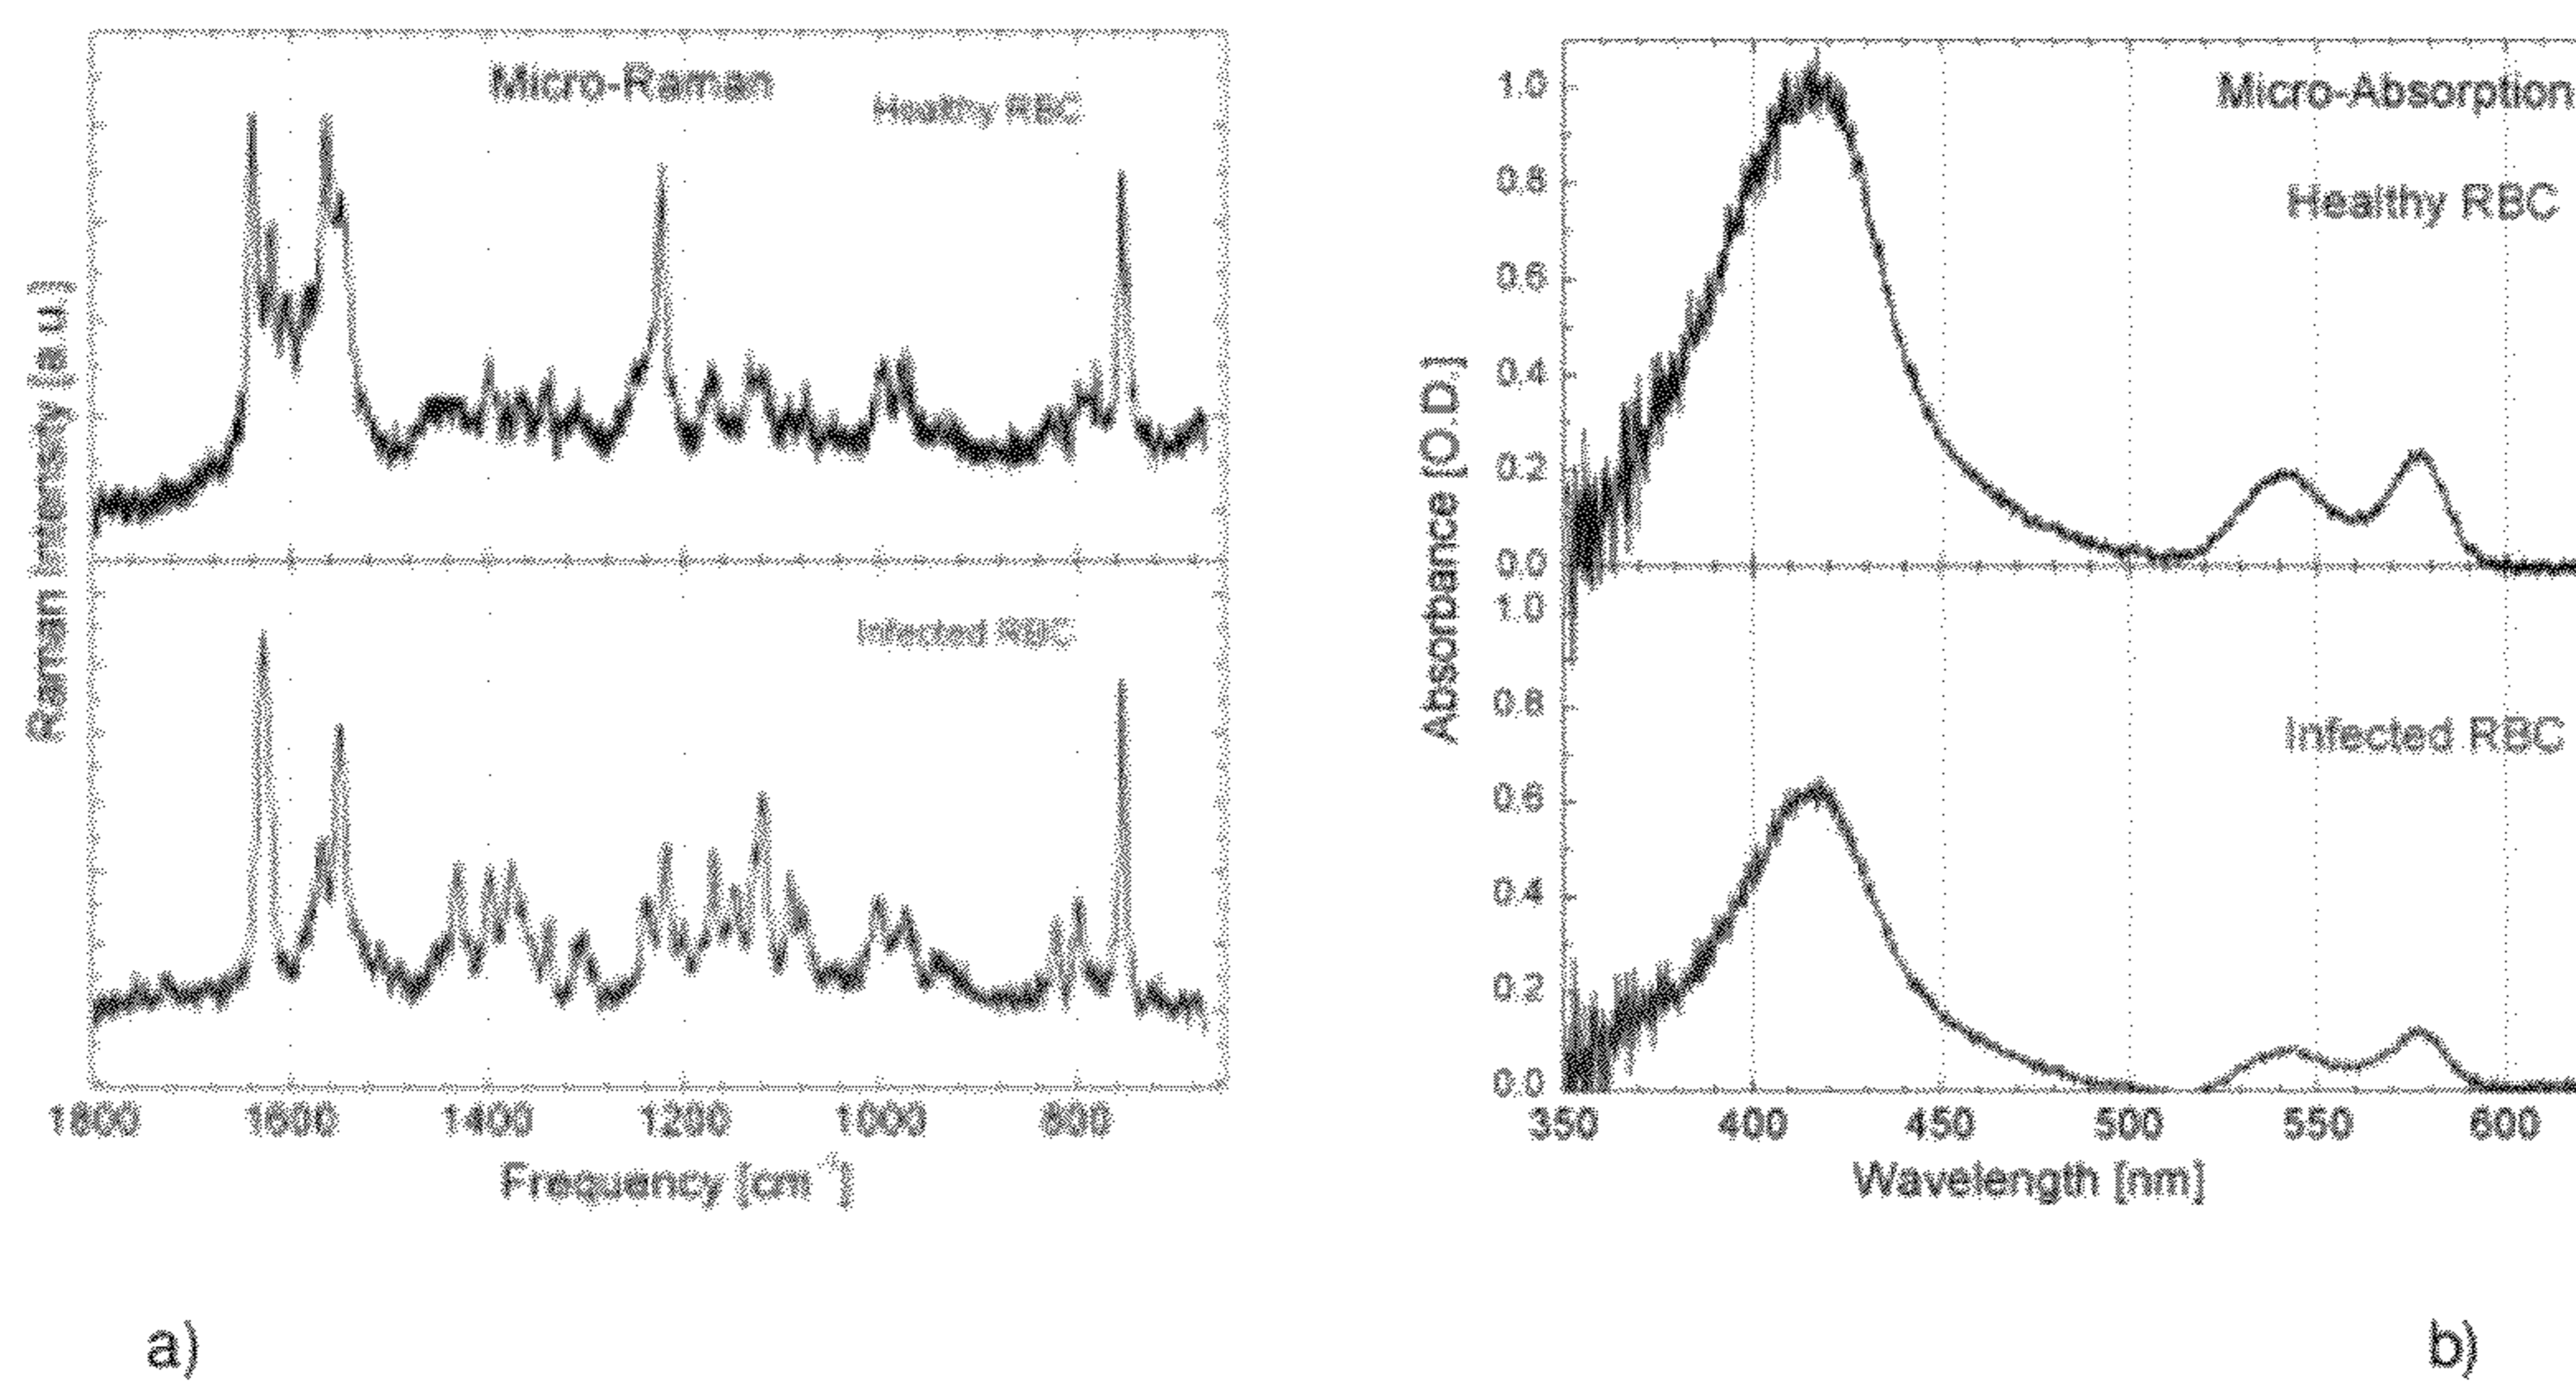 Micro-Raman
Healthy RBC
Raman Intensity [a.u.]
Infected RBC
1800 1600 1400 1200 1000 800
Frequency [cm⁻¹]
a)
Micro-Absorption
Healthy RBC
1.0
0.8
0.6
0.4
0.2
0.0
Absorbance [O.D.]
Infected RBC
1.0
0.8
0.6
0.4
0.2
0.0
350 400 450 500 550 600
Wavelength [nm]
b)